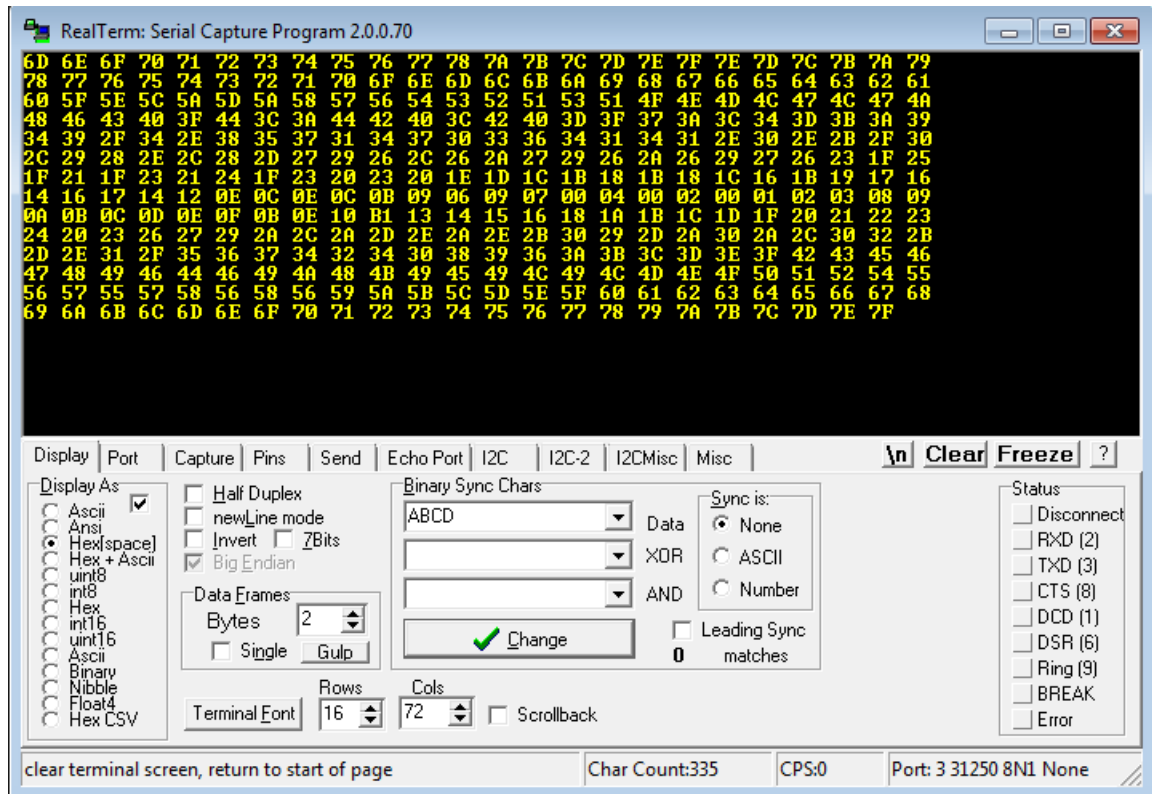 RealTerm: Serial Capture Program 2.0.0.70
6D 6E 6F 70 71 72 73 74 75 76 77 78 7A 7B 7C 7D 7E 7F 7E 7D 7C 7B 7A 79
78 77 76 75 74 73 72 71 70 6F 6E 6D 6C 6B 6A 69 68 67 66 65 64 63 62 61
60 5F 5E 5C 5A 5D 5A 58 57 56 54 53 52 51 53 51 4F 4E 4D 4C 47 4C 47 4A
48 46 43 40 3F 44 3C 3A 44 42 40 3C 42 40 3D 3F 37 3A 3C 34 3D 3B 3A 39
34 39 2F 34 2E 38 35 37 31 34 37 30 33 36 34 31 34 31 2E 30 2E 2B 2F 30
2C 29 28 2E 2C 28 2D 27 29 26 2C 26 2A 27 29 26 2A 26 29 27 26 23 1F 25
1F 21 1F 23 21 24 1F 23 20 23 20 1E 1D 1C 1B 18 1B 18 1C 16 1B 19 17 16
14 16 17 14 12 0E 0C 0E 0C 0B 09 06 09 07 00 04 00 02 00 01 02 03 08 09
0A 0B 0C 0D 0E 0F 0B 0E 10 B1 13 14 15 16 18 1A 1B 1C 1D 1F 20 21 22 23
24 20 23 26 27 29 2A 2C 2A 2D 2E 2A 2E 2B 30 29 2D 2A 30 2A 2C 30 32 2B
2D 2E 31 2F 35 36 37 34 32 34 30 38 39 36 3A 3B 3C 3D 3E 3F 42 43 45 46
47 48 49 46 44 46 49 4A 48 4B 49 45 49 4C 49 4C 4D 4E 4F 50 51 52 54 55
56 57 55 57 58 56 58 56 59 5A 5B 5C 5D 5E 5F 60 61 62 63 64 65 66 67 68
69 6A 6B 6C 6D 6E 6F 70 71 72 73 74 75 76 77 78 79 7A 7B 7C 7D 7E 7F
Display Port Capture Pins Send Echo Port I2C I2C-2 I2CMisc Misc \n Clear Freeze ?
Display As
Ascii
Ansi
Hex[space]
Hex + Ascii
uint8
int8
Hex
int16
uint16
Ascii
Binary
Nibble
Float4
Hex CSV
Half Duplex
newLine mode
Invert 7Bits
Big Endian
Data Frames
Bytes 2
Single Gulp
Binary Sync Chars
ABCD Data
XOR
AND
Change
Sync is:
None
ASCII
Number
Leading Sync
0 matches
Terminal Font
Rows
16
Cols
72
Scrollback
Status
Disconnect
RXD (2)
TXD (3)
CTS (8)
DCD (1)
DSR (6)
Ring (9)
BREAK
Error
clear terminal screen, return to start of page Char Count:335 CPS:0 Port: 3 31250 8N1 None